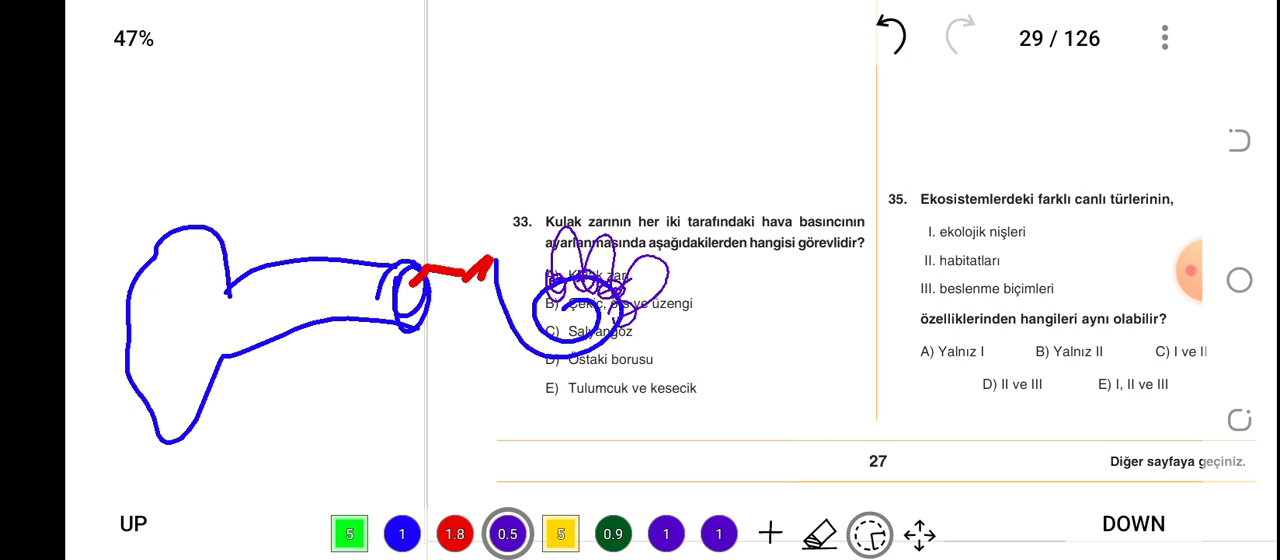 47%
29 / 126
33. Kulak zarının her iki tarafındaki hava basıncının
ayarlanmasında aşağıdakilerden hangisi görevlidir?
A) Kulak zarı
B) Çekiç, örs ve üzengi
C) Salyangoz
D) Östaki borusu
E) Tulumcuk ve kesecik
35. Ekosistemlerdeki farklı canlı türlerinin,
I. ekolojik nişleri
II. habitatları
III. beslenme biçimleri
özelliklerinden hangileri aynı olabilir?
A) Yalnız I B) Yalnız II C) I ve II
D) II ve III E) I, II ve III
27
Diğer sayfaya geçiniz.
UP
5 1 1.8 0.5 5 0.9 1 1
DOWN